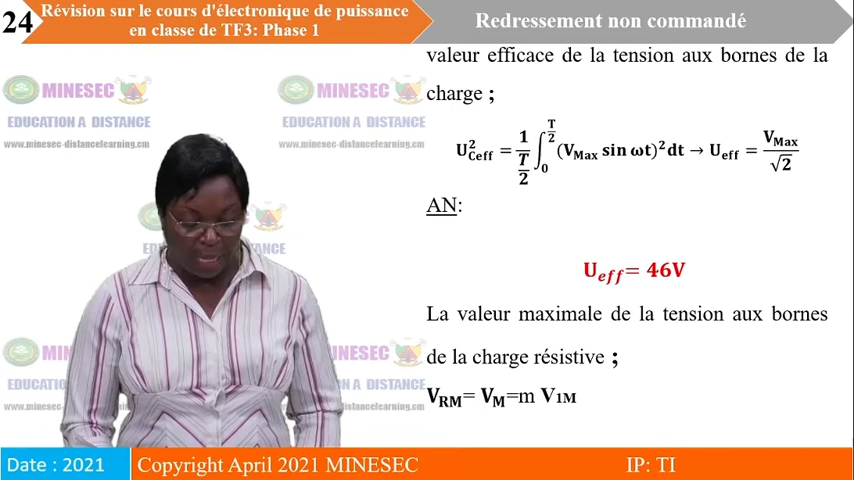 24
Révision sur le cours d'électronique de puissance
en classe de TF3: Phase 1
Redressement non commandé
valeur efficace de la tension aux bornes de la
charge ;
U²Ceff = 1/(T/2) ∫₀^(T/2) (VMax sin ωt)² dt → Ueff = VMax/√2
AN:
Ueff= 46V
La valeur maximale de la tension aux bornes
de la charge résistive ;
VRM= VM=m V1M
MINESEC
EDUCATION A DISTANCE
www.minesec-distancelearning.cm
MINESEC
EDUCATION A DISTANCE
www.minesec-distancelearning.cm
Date : 2021
Copyright April 2021 MINESEC
IP: TI